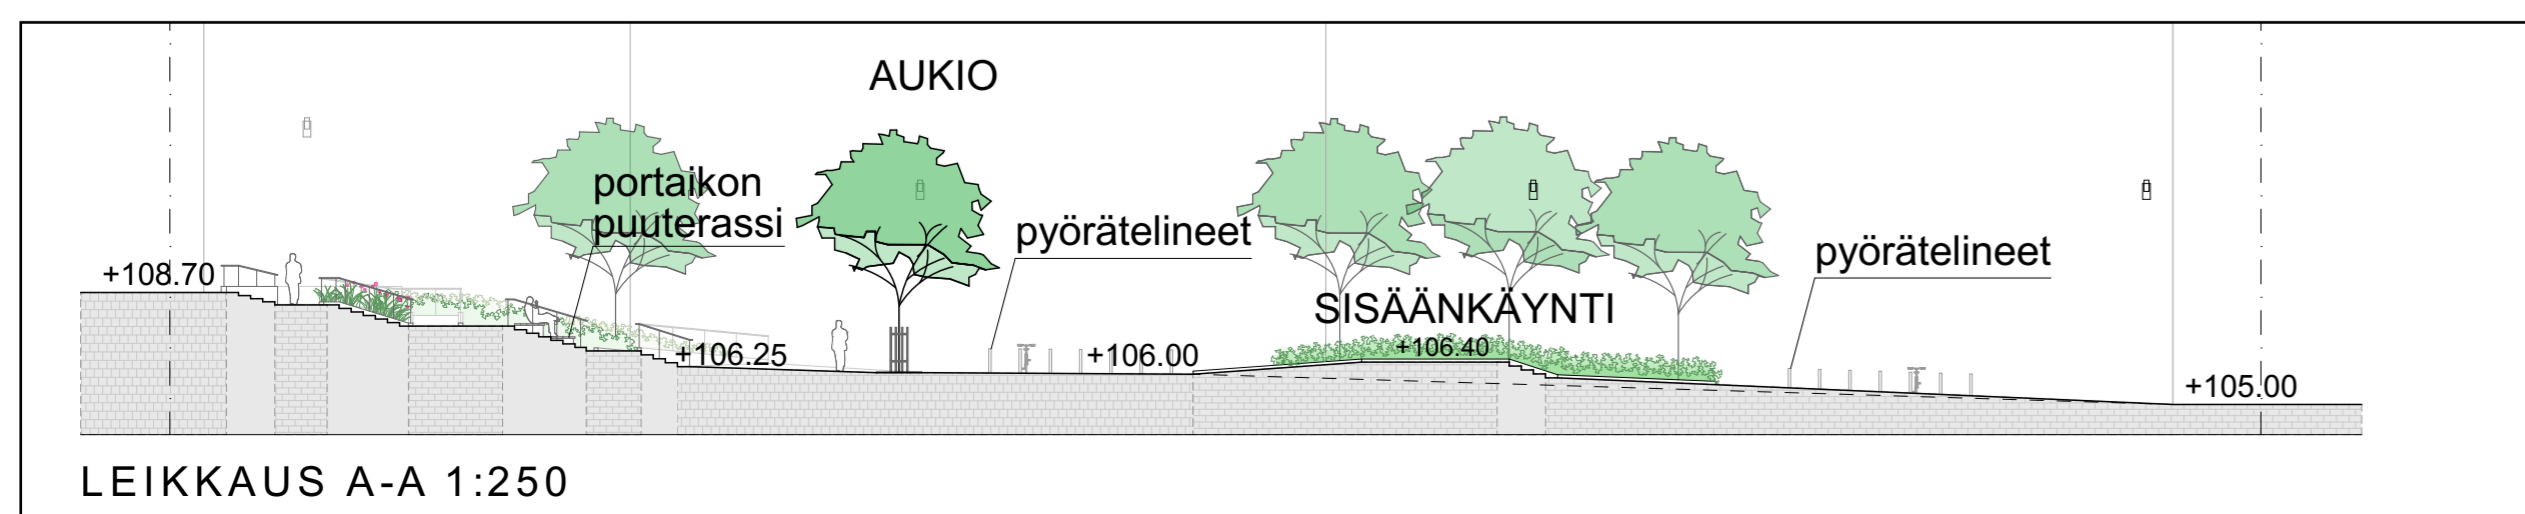 AUKIO
portaikon
puuterassi
pyörätelineet
pyörätelineet
+108.70
SISÄÄNKÄYNTI
+106.25
+106.00
+106.40
+105.00
LEIKKAUS A-A 1:250